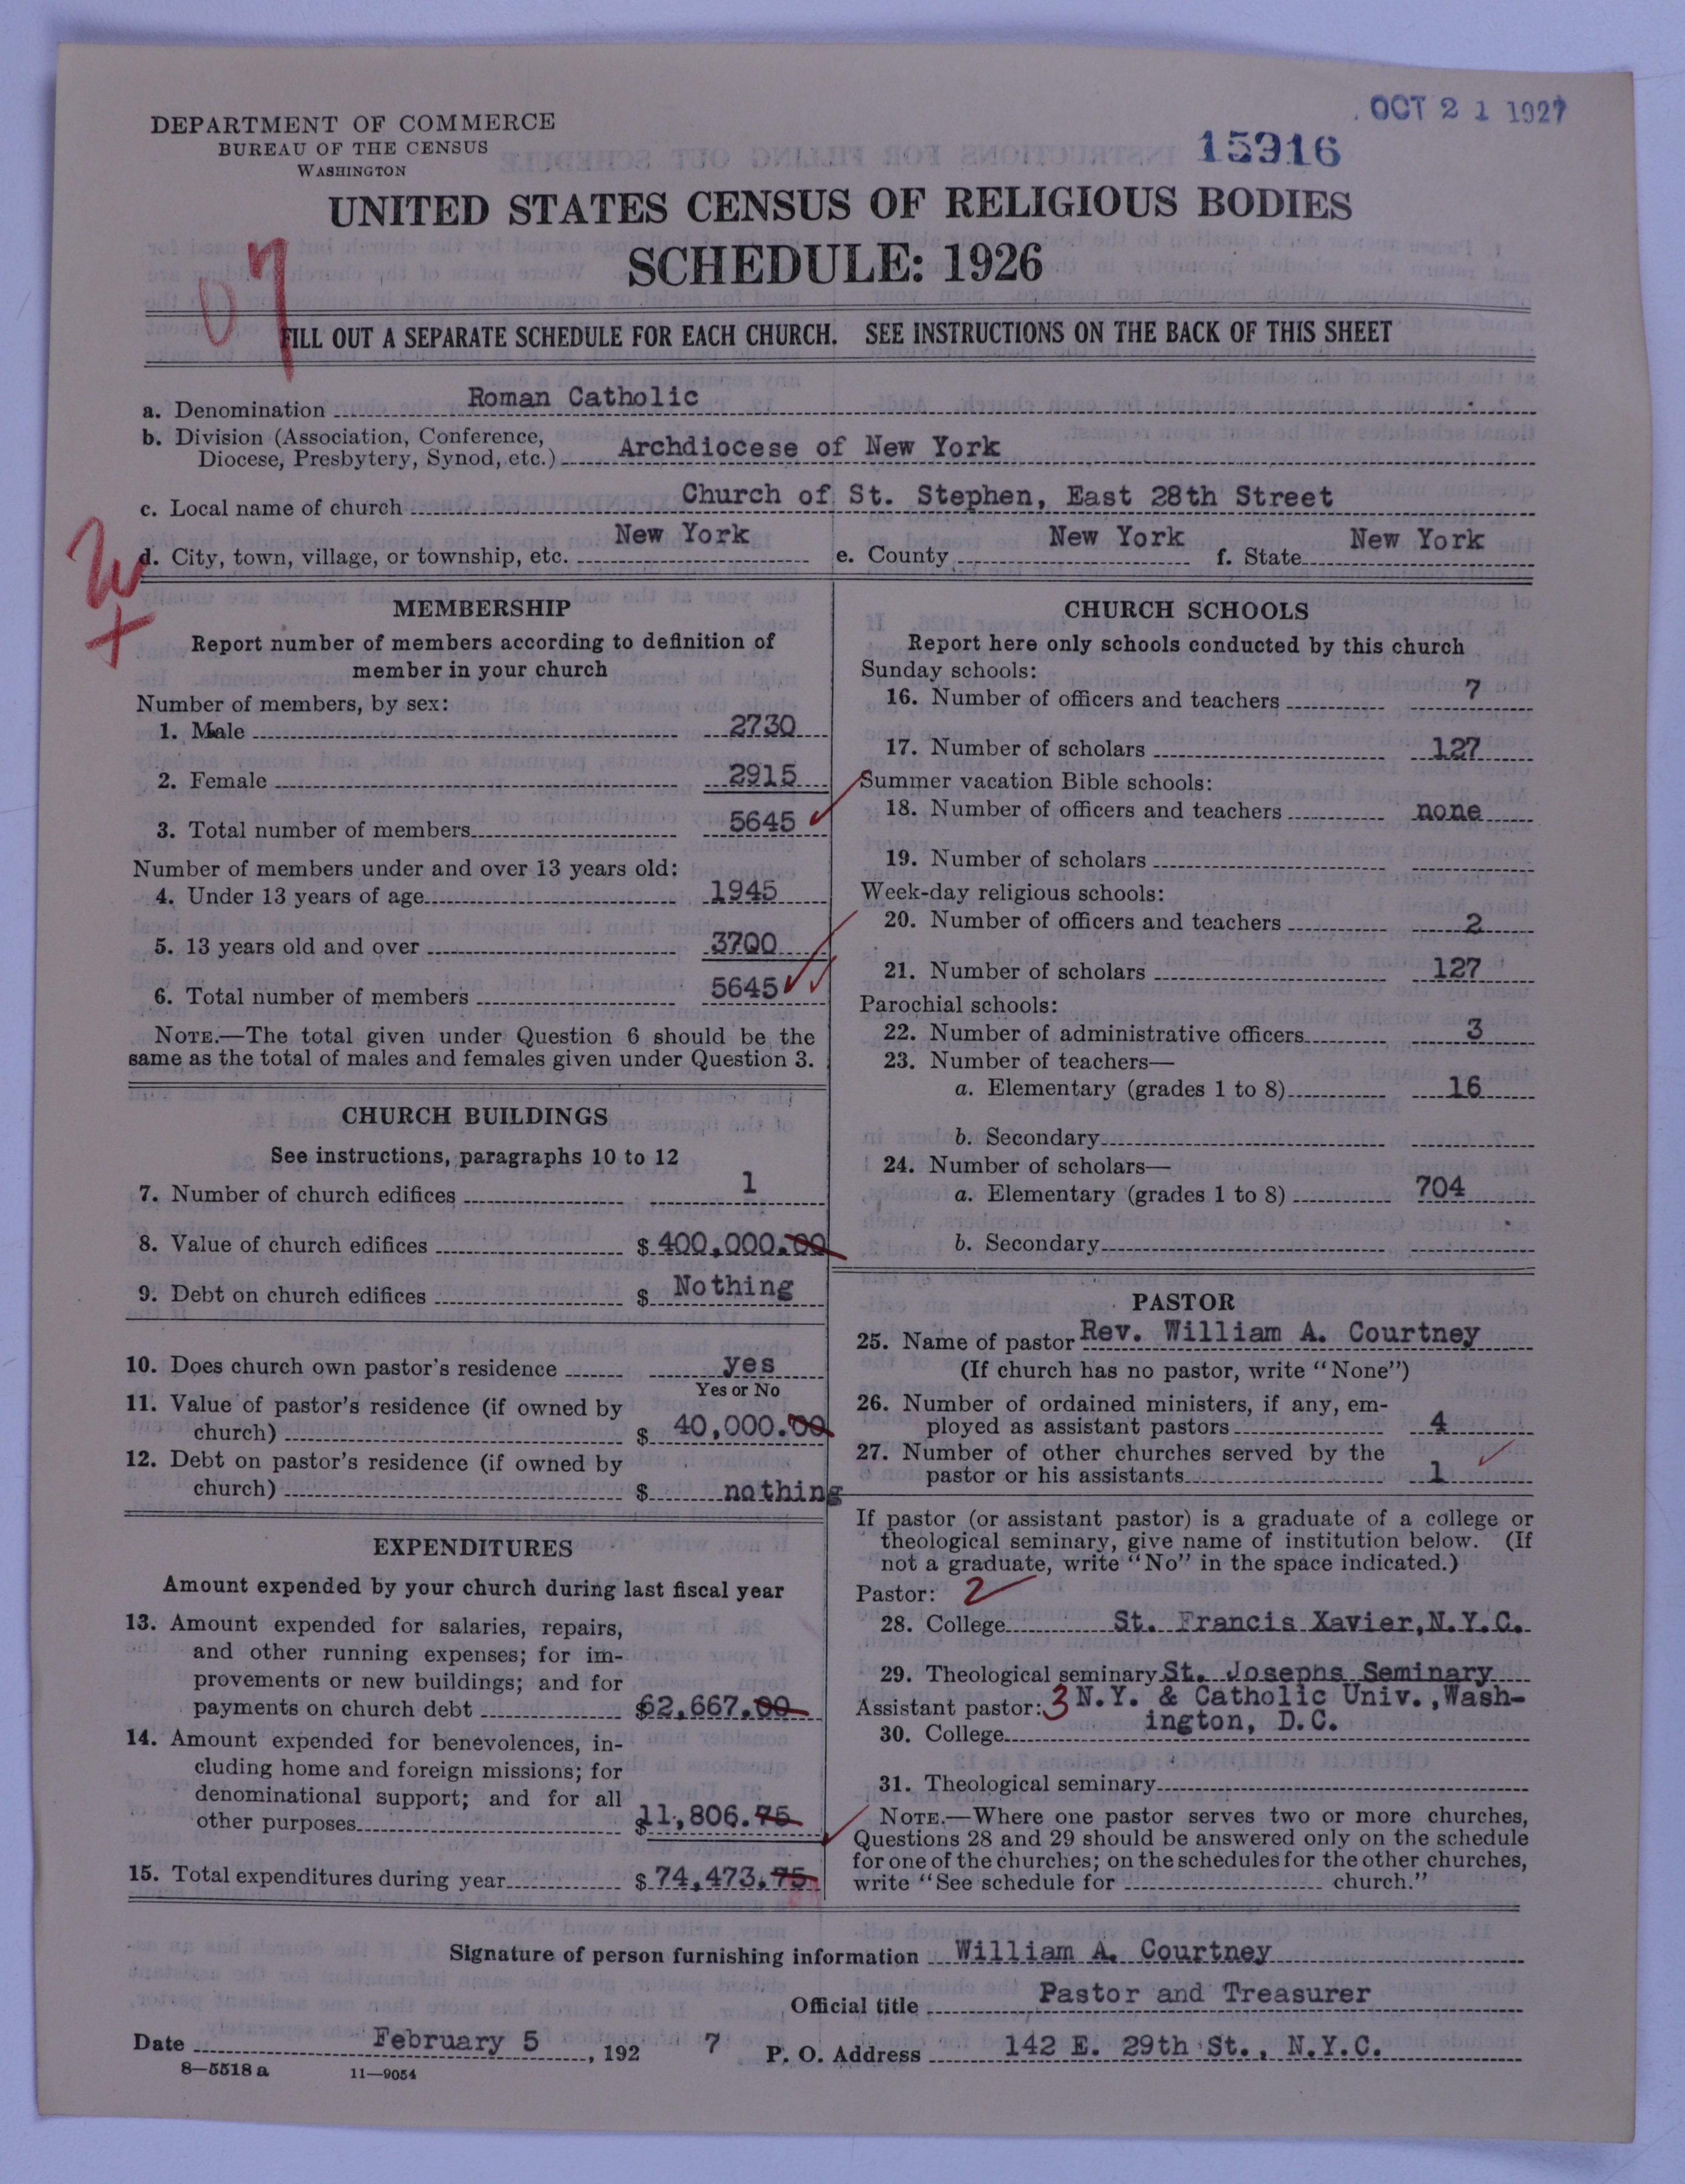 OCT 21 1927
15916
DEPARTMENT OF COMMERCE
BUREAU OF THE CENSUS
WASHINGTON
UNITED STATES CENSUS OF RELIGIOUS BODIES
SCHEDULE: 1926
07
FILL OUT A SEPARATE SCHEDULE FOR EACH CHURCH. SEE INSTRUCTIONS ON THE BACK OF THIS SHEET
a. Denomination Roman Catholic
b. Division (Association, Conference,
Diocese, Presbytery, Synod, etc.) Archdiocese of New York
c. Local name of church Church of St. Stephen, East 28th Street
d. City, town, village, or township, etc. New York e. County New York f. State New York
MEMBERSHIP
Report number of members according to definition of
member in your church
Number of members, by sex:
1. Male 2730
2. Female 2915
3. Total number of members 5645
Number of members under and over 13 years old:
4. Under 13 years of age 1945
5. 13 years old and over 3700
6. Total number of members 5645
NOTE.—The total given under Question 6 should be the
same as the total of males and females given under Question 3.
CHURCH BUILDINGS
See instructions, paragraphs 10 to 12
7. Number of church edifices 1
8. Value of church edifices $400,000.00
9. Debt on church edifices $ Nothing
10. Does church own pastor's residence yes
Yes or No
11. Value of pastor's residence (if owned by
church) $ 40,000.00
12. Debt on pastor's residence (if owned by
church) $ nothing
EXPENDITURES
Amount expended by your church during last fiscal year
13. Amount expended for salaries, repairs,
and other running expenses; for im-
provements or new buildings; and for
payments on church debt $62,667.00
14. Amount expended for benevolences, in-
cluding home and foreign missions; for
denominational support; and for all
other purposes $11,806.75
15. Total expenditures during year $74,473.75
CHURCH SCHOOLS
Report here only schools conducted by this church
Sunday schools:
16. Number of officers and teachers 7
17. Number of scholars 127
Summer vacation Bible schools:
18. Number of officers and teachers none
19. Number of scholars
Week-day religious schools:
20. Number of officers and teachers 2
21. Number of scholars 127
Parochial schools:
22. Number of administrative officers 3
23. Number of teachers—
a. Elementary (grades 1 to 8) 16
b. Secondary
24. Number of scholars—
a. Elementary (grades 1 to 8) 704
b. Secondary
PASTOR
25. Name of pastor Rev. William A. Courtney
(If church has no pastor, write "None")
26. Number of ordained ministers, if any, em-
ployed as assistant pastors 4
27. Number of other churches served by the
pastor or his assistants 1
If pastor (or assistant pastor) is a graduate of a college or
theological seminary, give name of institution below. (If
not a graduate, write "No" in the space indicated.)
Pastor: 2
28. College St. Francis Xavier,N.Y.C.
29. Theological seminary St. Josephs Seminary
Assistant pastor: 3 N.Y. & Catholic Univ.,Wash-
30. College ington, D.C.
31. Theological seminary
NOTE.—Where one pastor serves two or more churches,
Questions 28 and 29 should be answered only on the schedule
for one of the churches; on the schedules for the other churches,
write "See schedule for church."
Signature of person furnishing information William A. Courtney
Official title Pastor and Treasurer
Date February 5, 192 7 P. O. Address 142 E. 29th St., N.Y.C.
8—5518 a 11—9054